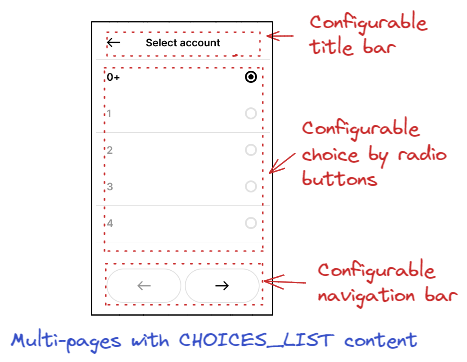 Configurable
title bar
Select account
0+
1
Configurable
choice by radio
buttons
2
3
4
Configurable
navigation bar
Multi-pages with CHOICES_LIST content